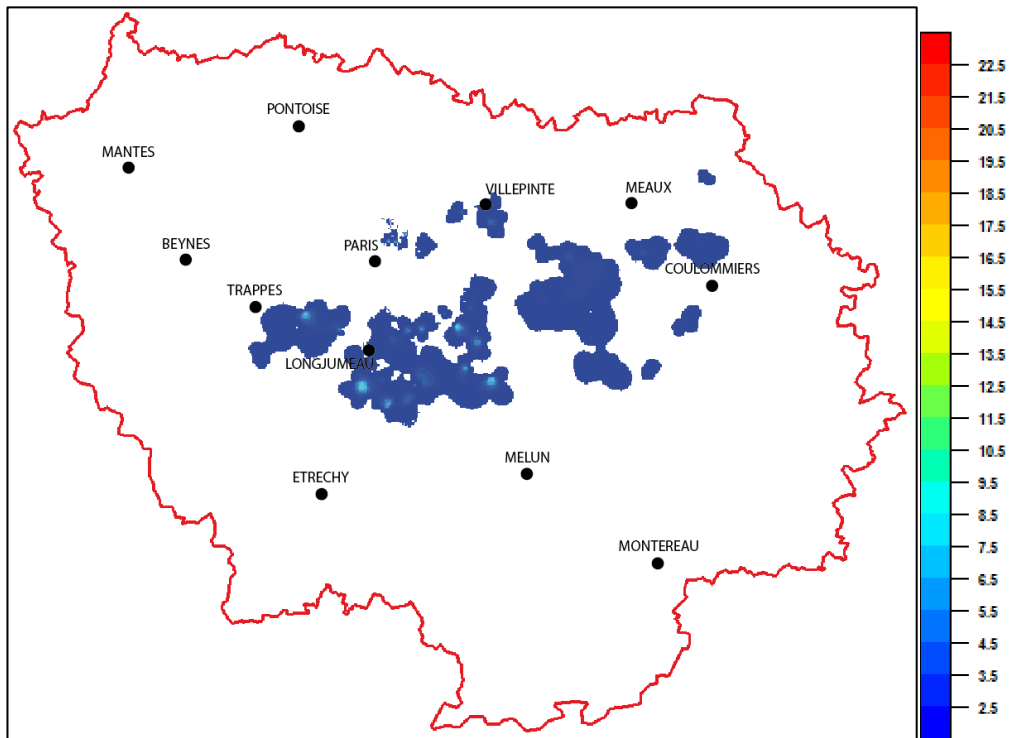 PONTOISE
MANTES
VILLEPINTE
MEAUX
BEYNES
PARIS
COULOMMIERS
TRAPPES
LONGJUMEAU
MELUN
ETRECHY
MONTEREAU
22.5
21.5
20.5
19.5
18.5
17.5
16.5
15.5
14.5
13.5
12.5
11.5
10.5
9.5
8.5
7.5
6.5
5.5
4.5
3.5
2.5